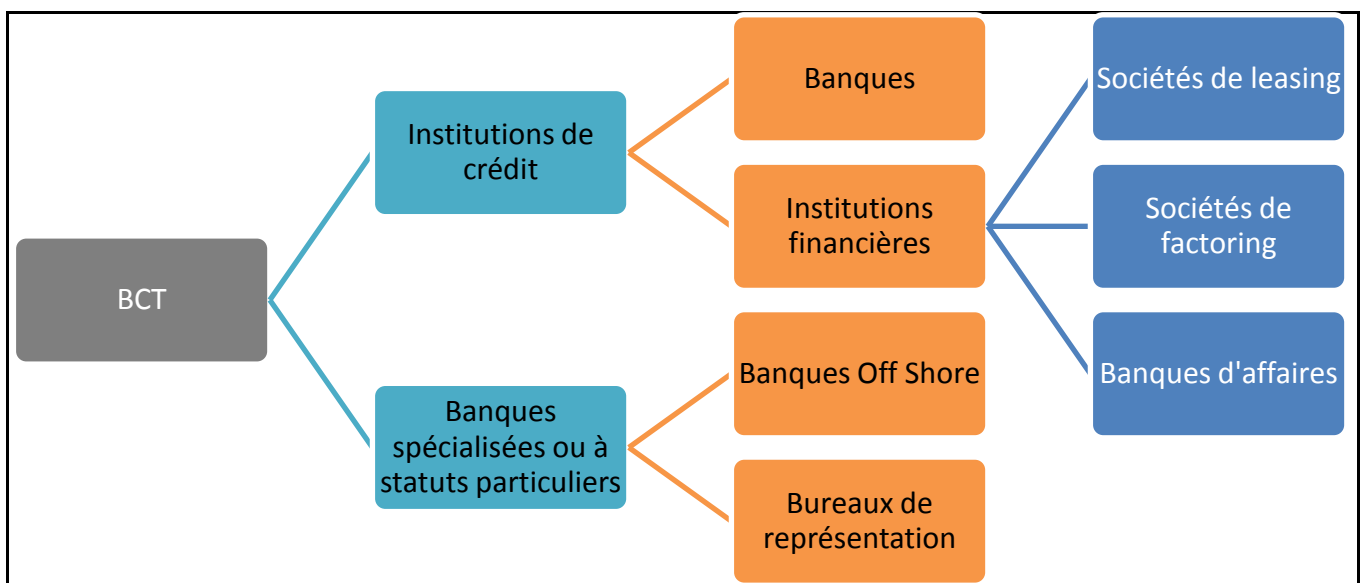 BCT
Institutions de
crédit
Banques
spécialisées ou à
statuts particuliers
Banques
Institutions
financières
Banques Off Shore
Bureaux de
représentation
Sociétés de leasing
Sociétés de
factoring
Banques d'affaires